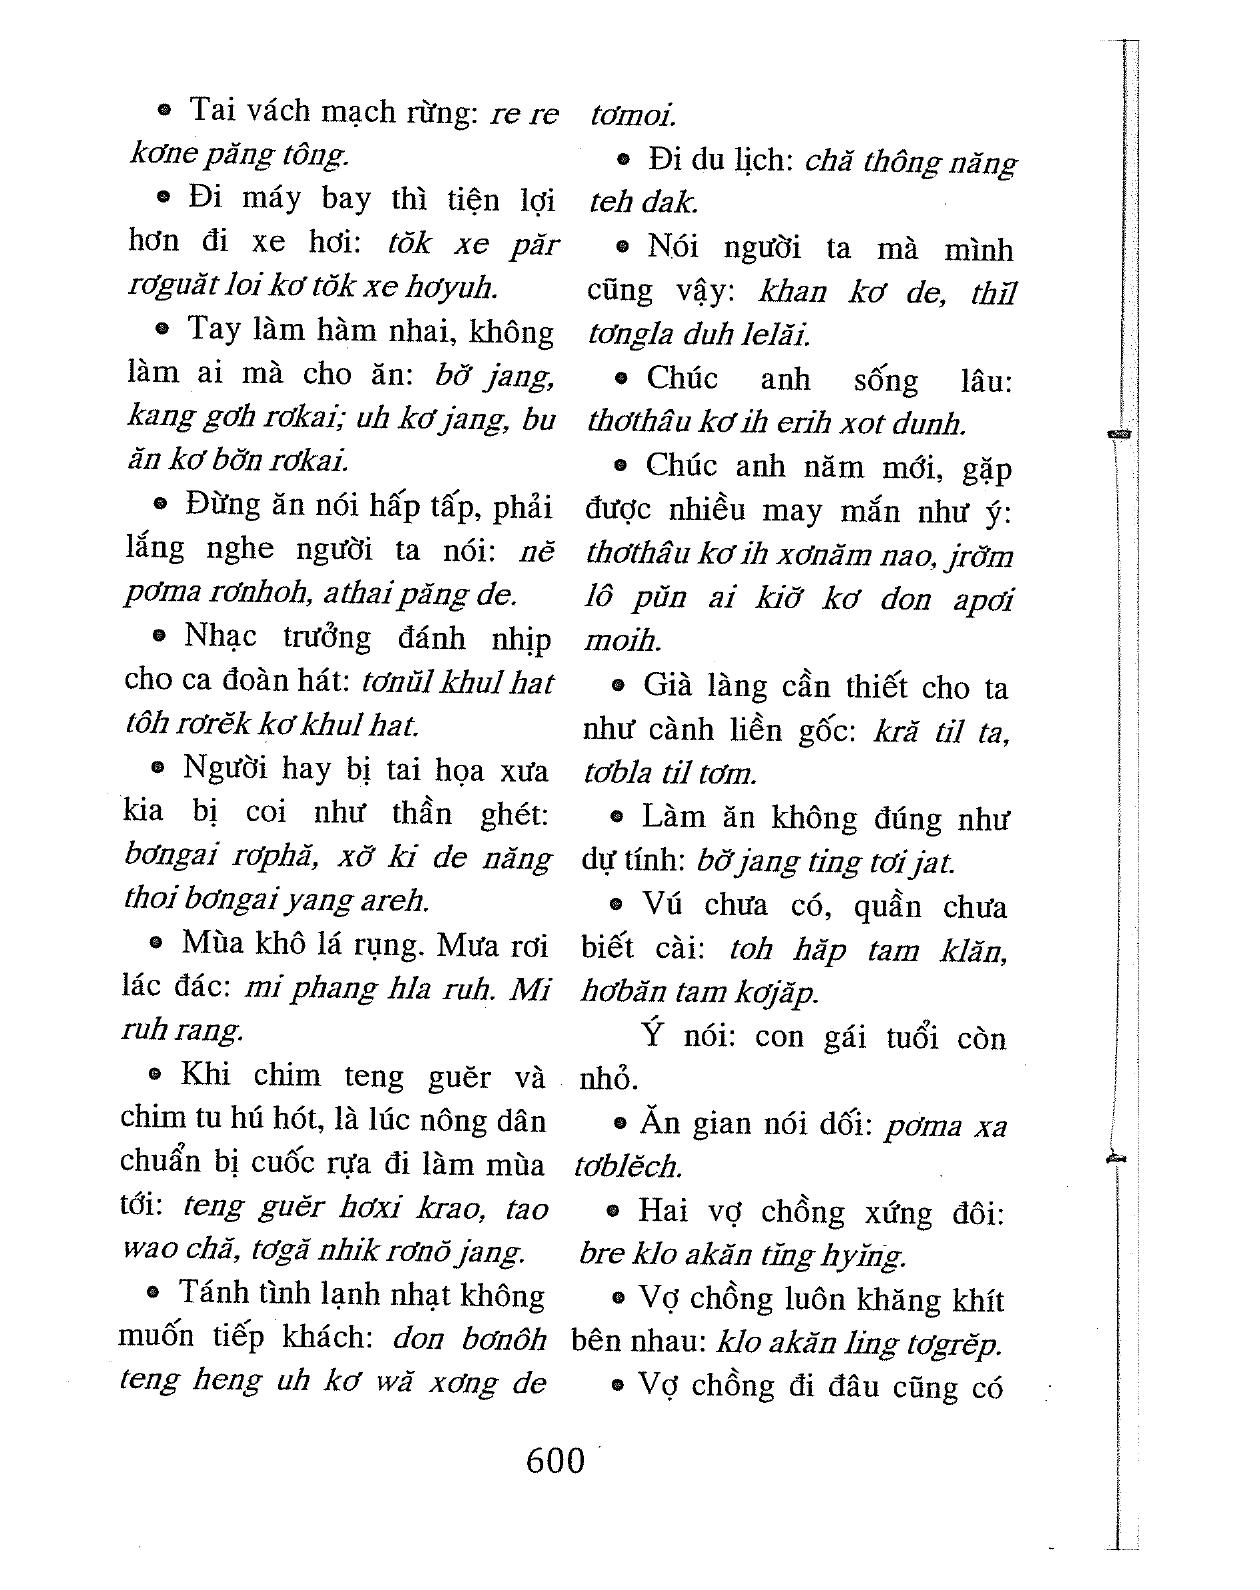 • Tai vách mạch rừng: re re
kơne păng tông.
• Đi máy bay thì tiện lợi
hơn đi xe hơi: tŏk xe păr
rơguăt loi kơ tŏk xe hơyuh.
• Tay làm hàm nhai, không
làm ai mà cho ăn: bơ̆ jang,
kang gơh rơkai; uh kơ jang, bu
ăn kơ bơ̆n rơkai.
• Đừng ăn nói hấp tấp, phải
lắng nghe người ta nói: nĕ
pơma rơnhoh, athai păng de.
• Nhạc trưởng đánh nhịp
cho ca đoàn hát: tơnŭl khul hat
tôh rơrĕk kơ khul hat.
• Người hay bị tai họa xưa
kia bị coi như thần ghét:
bơngai rơphă, xơ̆ ki de năng
thoi bơngai yang areh.
• Mùa khô lá rụng. Mưa rơi
lác đác: mi phang hla ruh. Mi
ruh rang.
• Khi chim teng guĕr và
chim tu hú hót, là lúc nông dân
chuẩn bị cuốc rựa đi làm mùa
tới: teng guĕr hơxi krao, tao
wao chă, tơgă nhik rơnŏ jang.
• Tánh tình lạnh nhạt không
muốn tiếp khách: don bơnôh
teng heng uh kơ wă xơng de
tơmoi.
• Đi du lịch: chă thông năng
teh dak.
• Nói người ta mà mình
cũng vậy: khan kơ de, thĭl
tơngla duh lelăi.
• Chúc anh sống lâu:
thơthâu kơ ih erih xot dunh.
• Chúc anh năm mới, gặp
được nhiều may mắn như ý:
thơthâu kơ ih xơnăm nao, jrơ̆m
lô pŭn ai kiơ̆ kơ don apơi
moih.
• Già làng cần thiết cho ta
như cành liền gốc: kră til ta,
tơbla til tơm.
• Làm ăn không đúng như
dự tính: bơ̆ jang ting tơi jat.
• Vú chưa có, quần chưa
biết cài: toh hăp tam klăn,
hơbăn tam kơjăp.
Ý nói: con gái tuổi còn
nhỏ.
• Ăn gian nói dối: pơma xa
tơblĕch.
• Hai vợ chồng xứng đôi:
bre klo akăn tĭng hyĭng.
• Vợ chồng luôn khăng khít
bên nhau: klo akăn lĭng tơgrĕp.
• Vợ chồng đi đâu cũng có
600